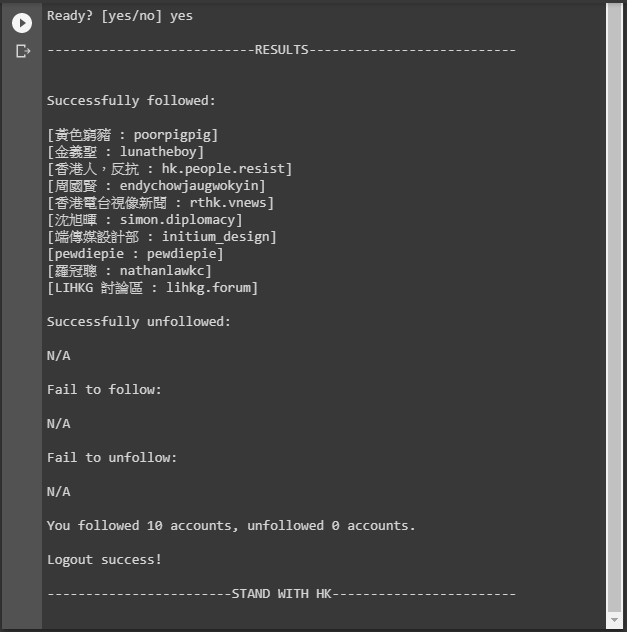 Ready? [yes/no] yes
---------------------------RESULTS---------------------------
Successfully followed:
[黃色窮豬 : poorpigpig]
[金義聖 : lunatheboy]
[香港人，反抗 : hk.people.resist]
[周國賢 : endychowjaugwokyin]
[香港電台視像新聞 : rthk.vnews]
[沈旭暉 : simon.diplomacy]
[端傳媒設計部 : initium_design]
[pewdiepie : pewdiepie]
[羅冠聰 : nathanlawkc]
[LIHKG 討論區 : lihkg.forum]
Successfully unfollowed:
N/A
Fail to follow:
N/A
Fail to unfollow:
N/A
You followed 10 accounts, unfollowed 0 accounts.
Logout success!
------------------------STAND WITH HK------------------------